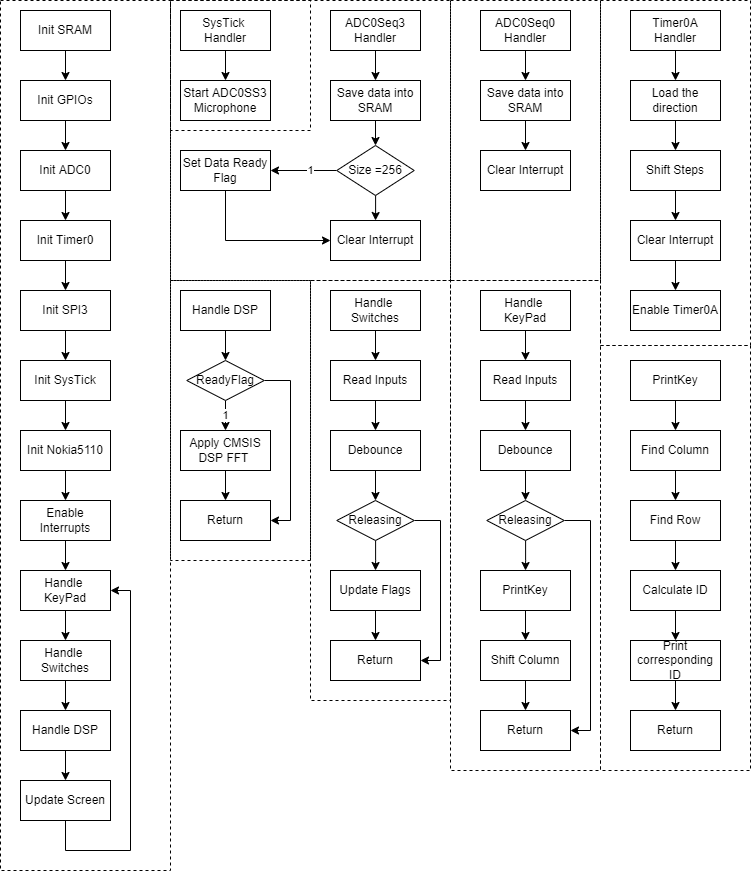 Init SRAM
Init GPIOs
Init ADC0
Init Timer0
Init SPI3
Init SysTick
Init Nokia5110
Enable
Interrupts
Handle
KeyPad
Handle
Switches
Handle DSP
Update Screen
SysTick
Handler
Start ADC0SS3
Microphone
ADC0Seq3
Handler
Save data into
SRAM
Size =256
1
Set Data Ready
Flag
Clear Interrupt
ADC0Seq0
Handler
Save data into
SRAM
Clear Interrupt
Timer0A
Handler
Load the
direction
Shift Steps
Clear Interrupt
Enable Timer0A
Handle DSP
ReadyFlag
1
Apply CMSIS
DSP FFT
Return
Handle
Switches
Read Inputs
Debounce
Releasing
Update Flags
Return
Handle
KeyPad
Read Inputs
Debounce
Releasing
PrintKey
Shift Column
Return
PrintKey
Find Column
Find Row
Calculate ID
Print
corresponding
ID
Return